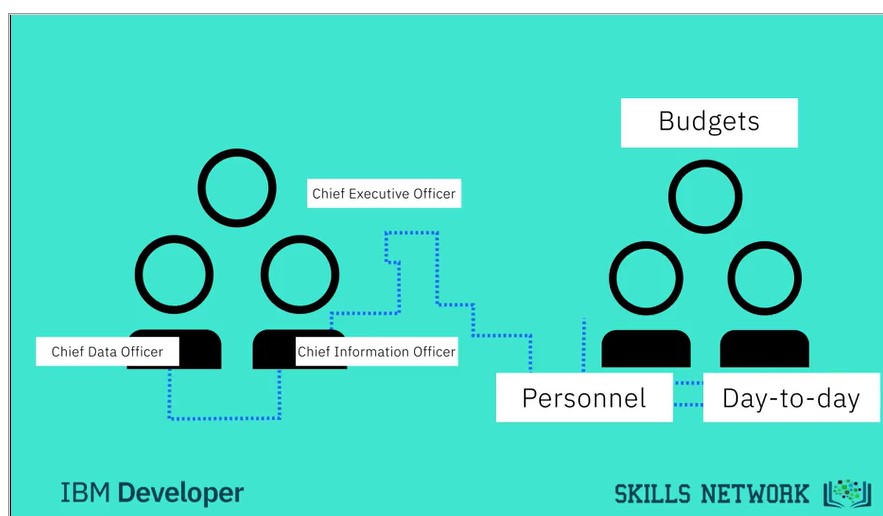 Budgets
Chief Executive Officer
Chief Data Officer
Chief Information Officer
Personnel
Day-to-day
IBM Developer
SKILLS NETWORK